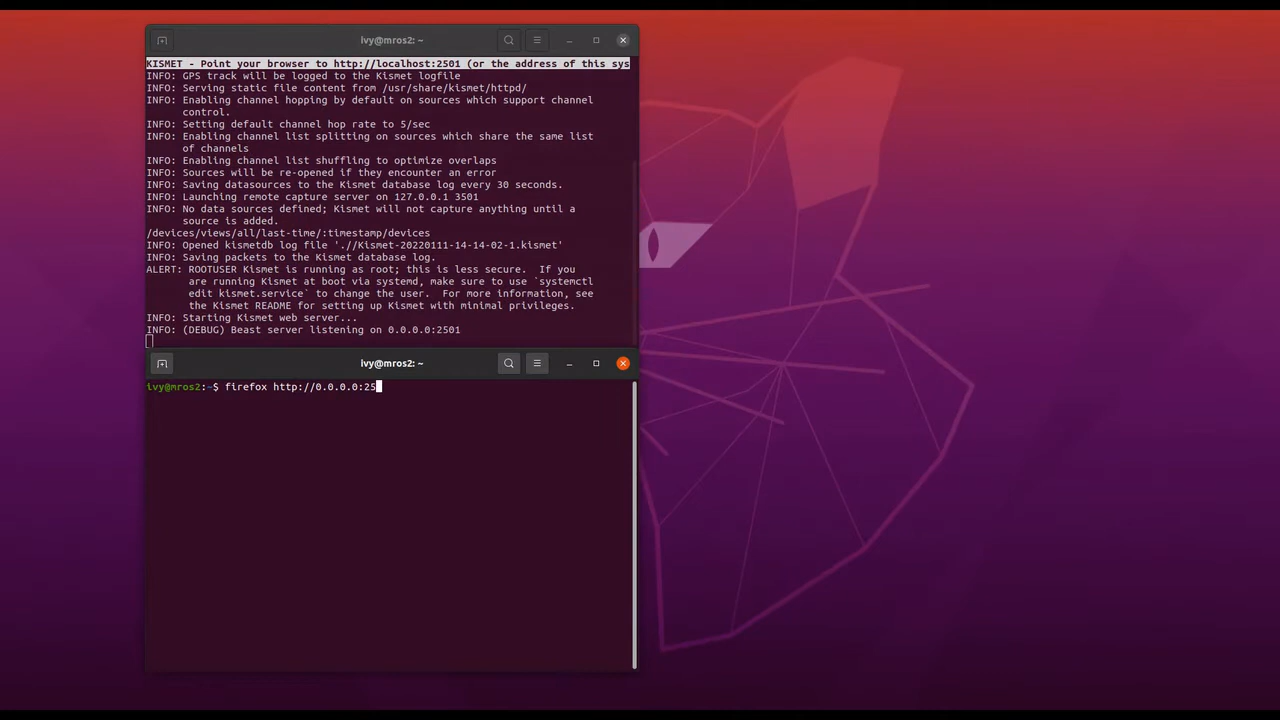 ivy@mros2: ~
KISMET - Point your browser to http://localhost:2501 (or the address of this sys
INFO: GPS track will be logged to the Kismet logfile
INFO: Serving static file content from /usr/share/kismet/httpd/
INFO: Enabling channel hopping by default on sources which support channel
control.
INFO: Setting default channel hop rate to 5/sec
INFO: Enabling channel list splitting on sources which share the same list
of channels
INFO: Enabling channel list shuffling to optimize overlaps
INFO: Sources will be re-opened if they encounter an error
INFO: Saving datasources to the Kismet database log every 30 seconds.
INFO: Launching remote capture server on 127.0.0.1 3501
INFO: No data sources defined; Kismet will not capture anything until a
source is added.
/devices/views/all/last-time/:timestamp/devices
INFO: Opened kismetdb log file './/Kismet-20220111-14-14-02-1.kismet'
INFO: Saving packets to the Kismet database log.
ALERT: ROOTUSER Kismet is running as root; this is less secure. If you
are running Kismet at boot via systemd, make sure to use `systemctl
edit kismet.service` to change the user. For more information, see
the Kismet README for setting up Kismet with minimal privileges.
INFO: Starting Kismet web server...
INFO: (DEBUG) Beast server listening on 0.0.0.0:2501
ivy@mros2: ~
ivy@mros2:~$ firefox http://0.0.0.0:25